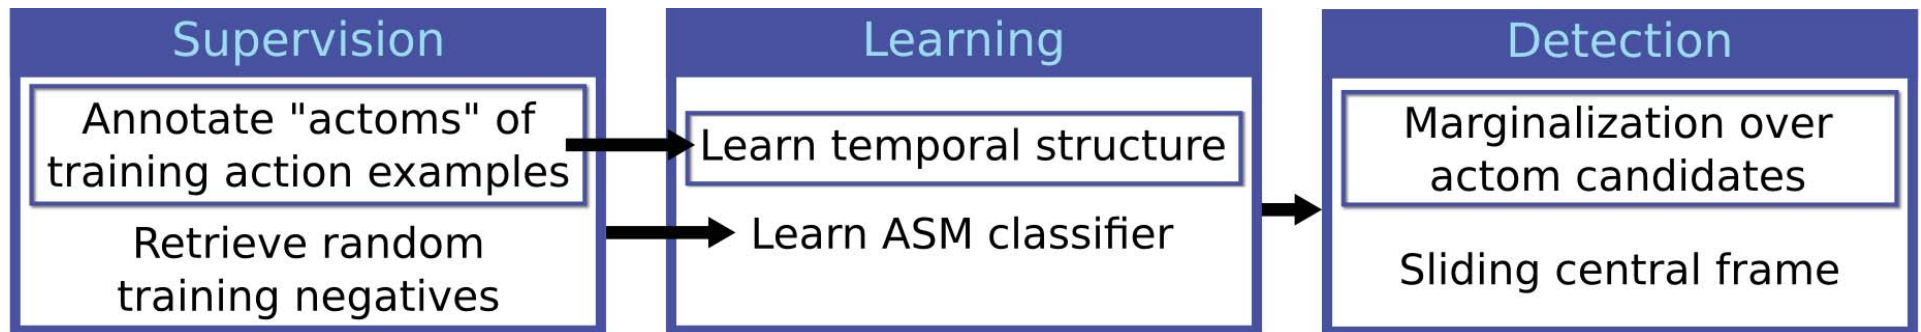 Supervision
Annotate "actoms" of
training action examples
Retrieve random
training negatives
Learning
Learn temporal structure
Learn ASM classifier
Detection
Marginalization over
actom candidates
Sliding central frame